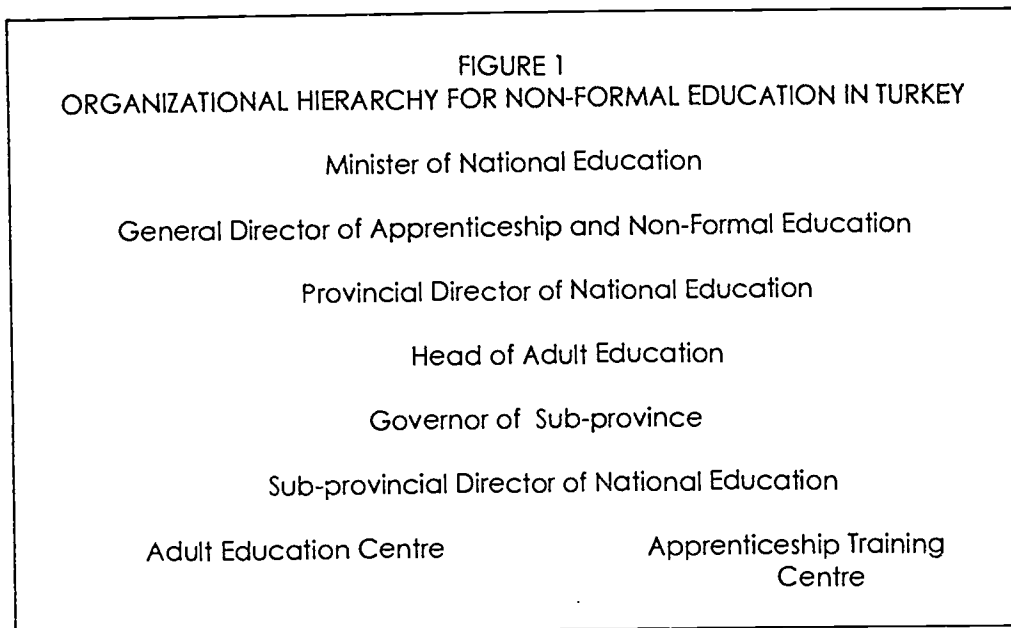 FIGURE 1
ORGANIZATIONAL HIERARCHY FOR NON-FORMAL EDUCATION IN TURKEY
Minister of National Education
General Director of Apprenticeship and Non-Formal Education
Provincial Director of National Education
Head of Adult Education
Governor of Sub-province
Sub-provincial Director of National Education
Adult Education Centre
Apprenticeship Training
Centre